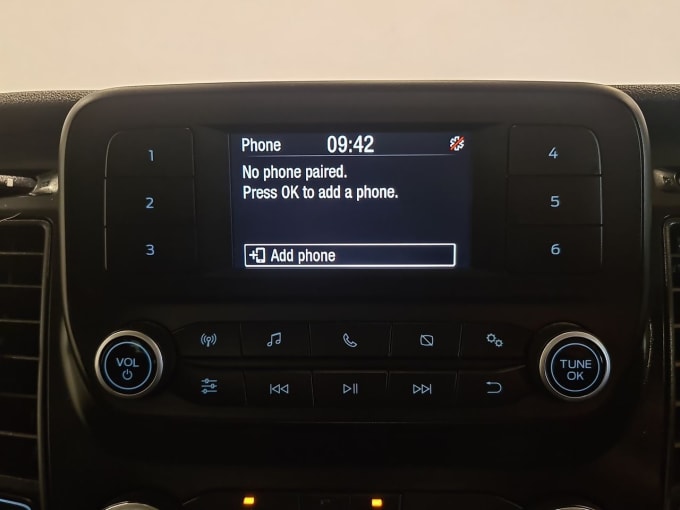 Phone 09:42
No phone paired.
Press OK to add a phone.
Add phone
1
2
3
4
5
6
VOL
TUNE
OK